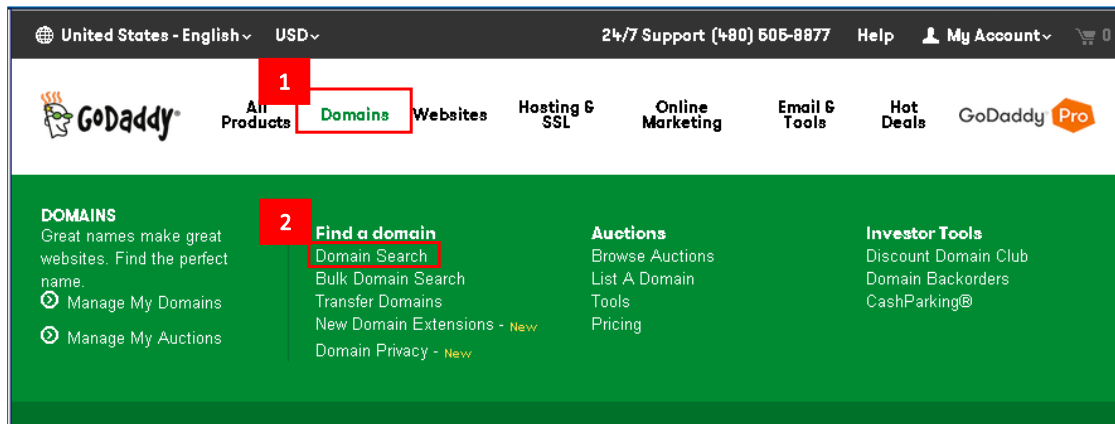 United States - English USD 24/7 Support (480) 505-8877 Help My Account 0
1
GoDaddy All Products Domains Websites Hosting & SSL Online Marketing Email & Tools Hot Deals GoDaddy Pro
DOMAINS
Great names make great
websites. Find the perfect
name.
Manage My Domains
Manage My Auctions
2
Find a domain
Domain Search
Bulk Domain Search
Transfer Domains
New Domain Extensions - New
Domain Privacy - New
Auctions
Browse Auctions
List A Domain
Tools
Pricing
Investor Tools
Discount Domain Club
Domain Backorders
CashParking®